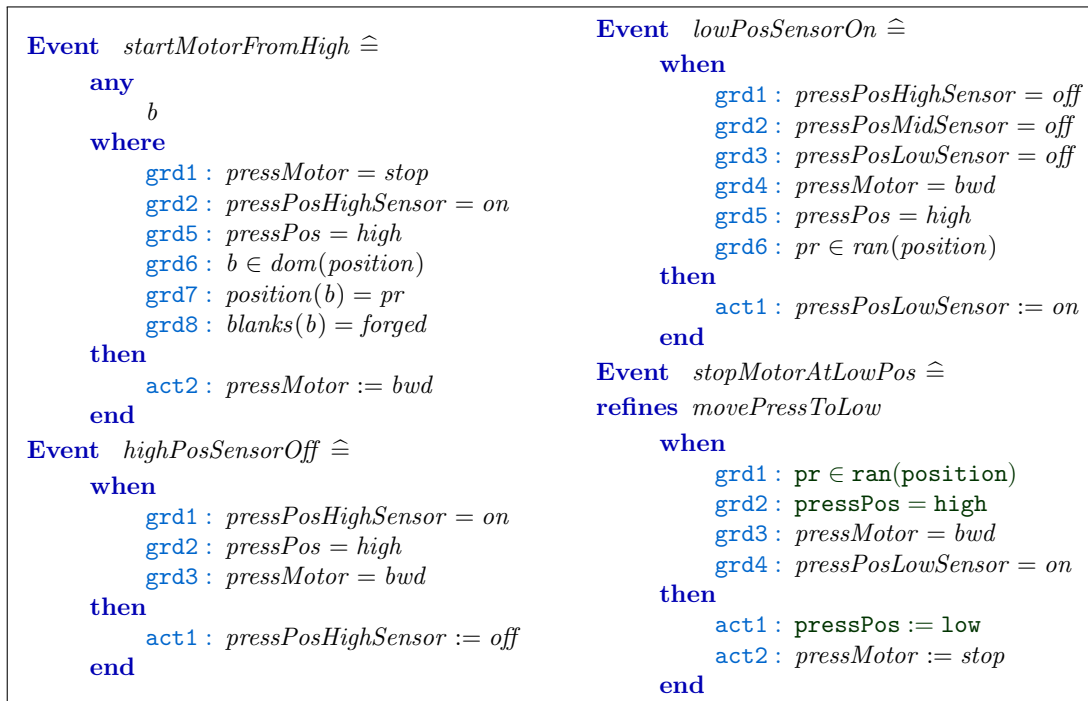 Event startMotorFromHigh ≙
any
b
where
grd1 : pressMotor = stop
grd2 : pressPosHighSensor = on
grd5 : pressPos = high
grd6 : b ∈ dom(position)
grd7 : position(b) = pr
grd8 : blanks(b) = forged
then
act2 : pressMotor := bwd
end
Event highPosSensorOff ≙
when
grd1 : pressPosHighSensor = on
grd2 : pressPos = high
grd3 : pressMotor = bwd
then
act1 : pressPosHighSensor := off
end
Event lowPosSensorOn ≙
when
grd1 : pressPosHighSensor = off
grd2 : pressPosMidSensor = off
grd3 : pressPosLowSensor = off
grd4 : pressMotor = bwd
grd5 : pressPos = high
grd6 : pr ∈ ran(position)
then
act1 : pressPosLowSensor := on
end
Event stopMotorAtLowPos ≙
refines movePressToLow
when
grd1 : pr ∈ ran(position)
grd2 : pressPos = high
grd3 : pressMotor = bwd
grd4 : pressPosLowSensor = on
then
act1 : pressPos := low
act2 : pressMotor := stop
end